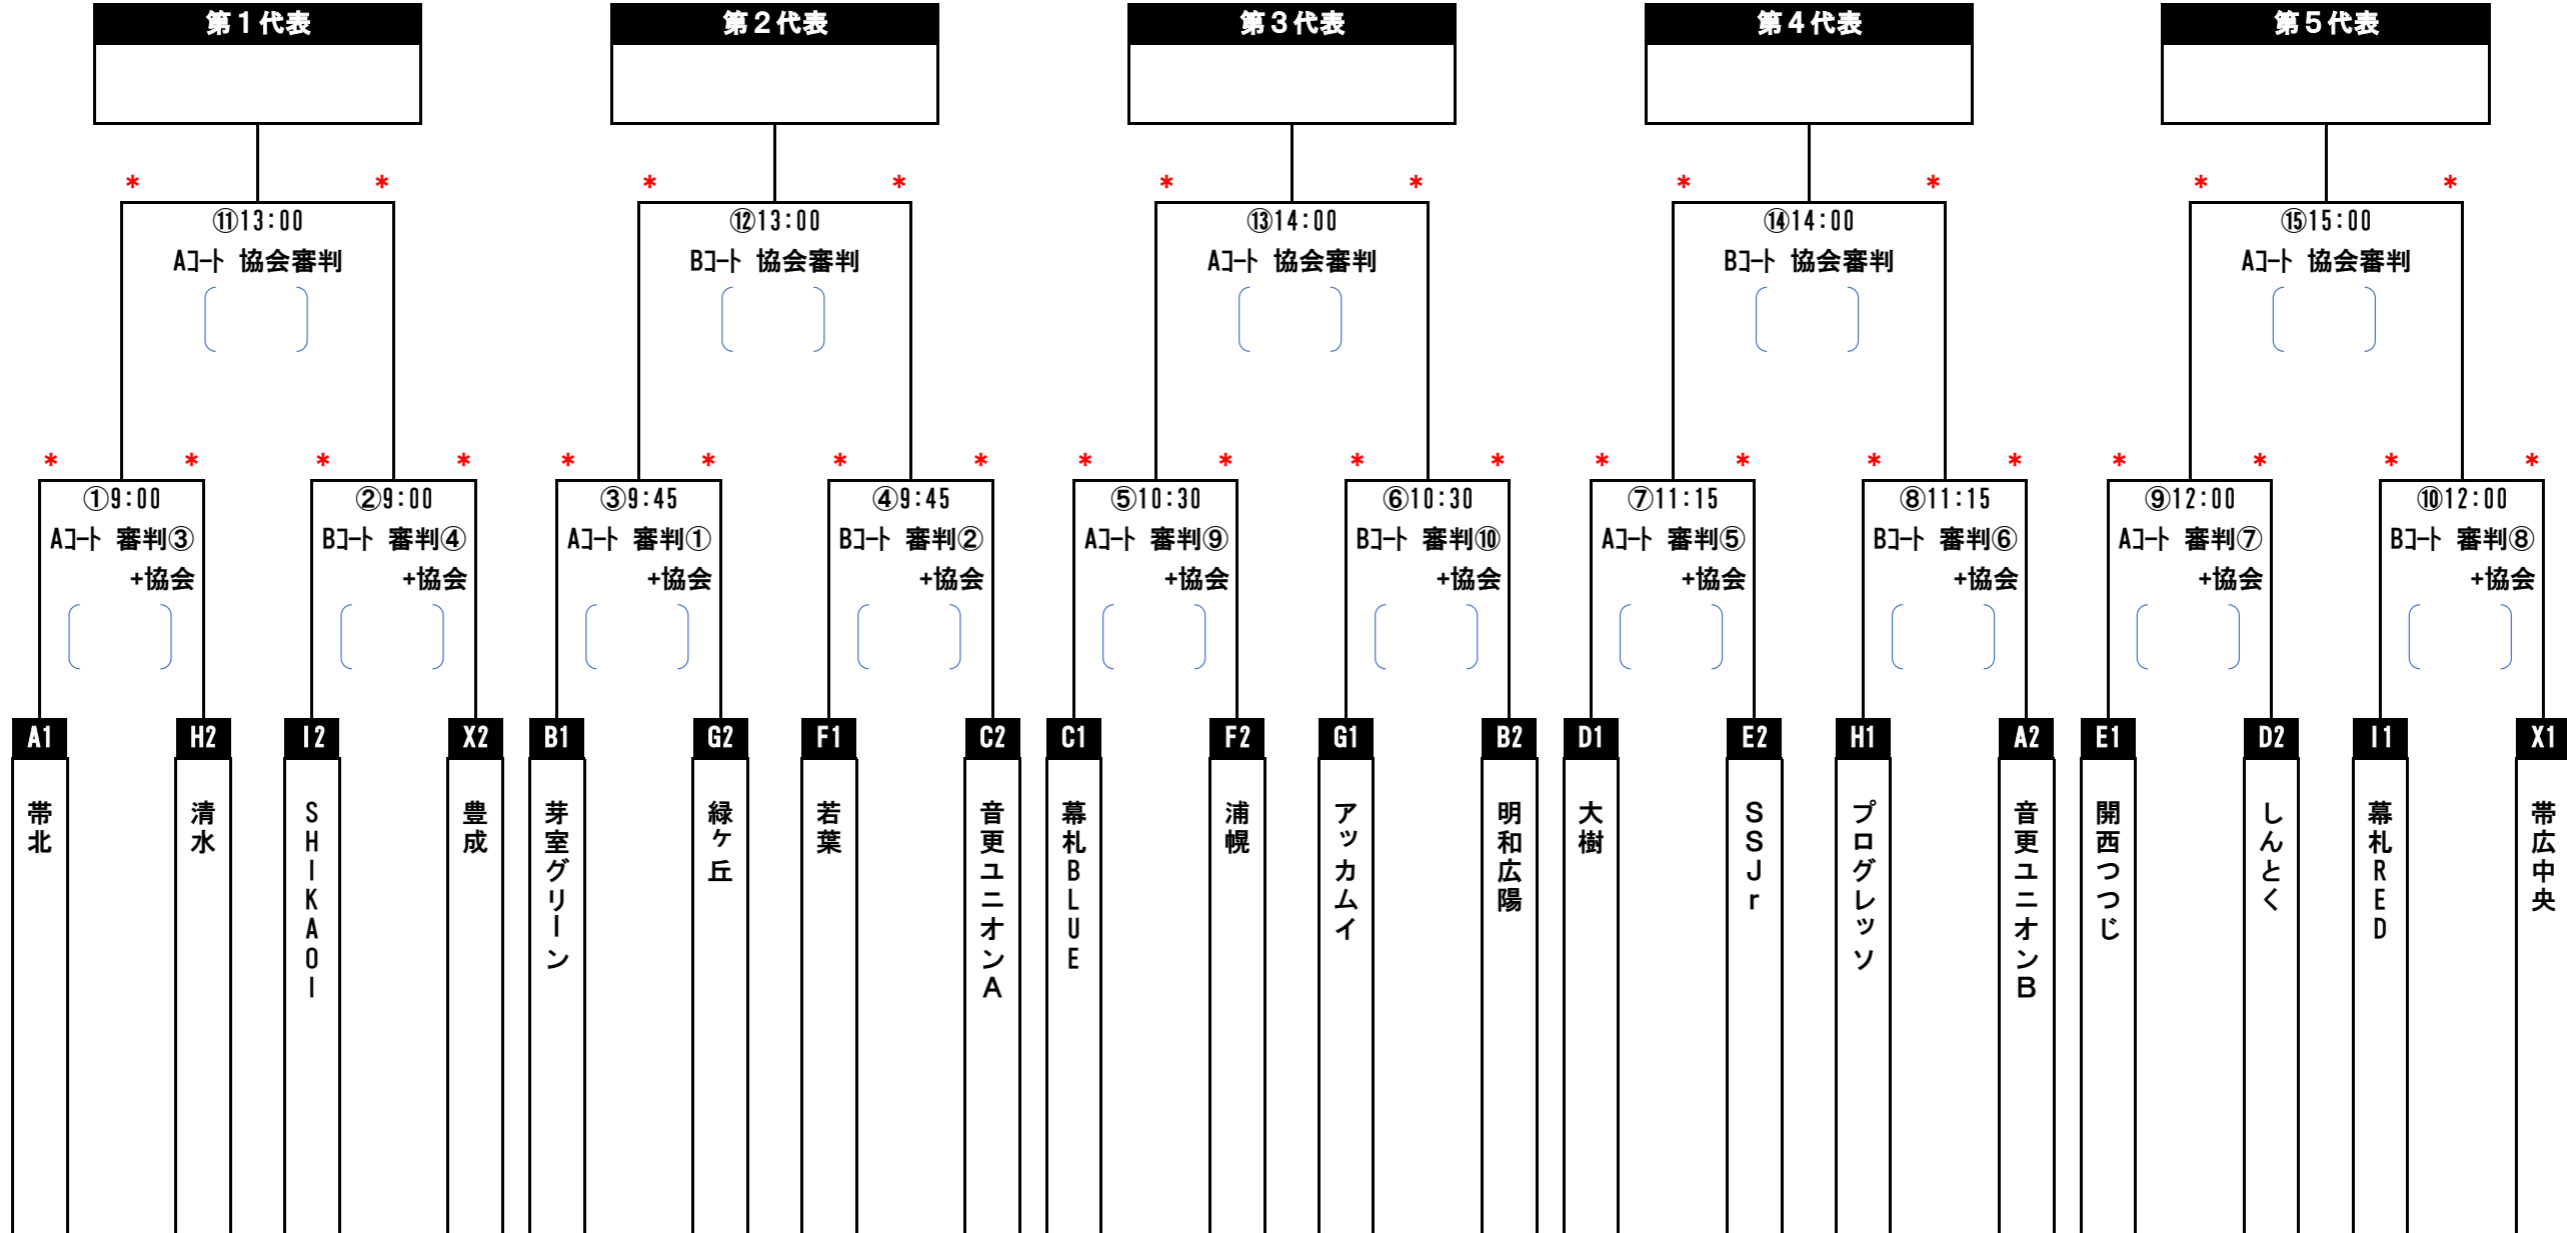 第1代表
第2代表
第3代表
第4代表
第5代表
* * * * * * * * * *
⑪13:00
Aコート 協会審判
⑫13:00
Bコート 協会審判
⑬14:00
Aコート 協会審判
⑭14:00
Bコート 協会審判
⑮15:00
Aコート 協会審判
* * * * * * * * * * * * * * * * * * * *
①9:00
Aコート 審判③
+協会
②9:00
Bコート 審判④
+協会
③9:45
Aコート 審判①
+協会
④9:45
Bコート 審判②
+協会
⑤10:30
Aコート 審判⑨
+協会
⑥10:30
Bコート 審判⑩
+協会
⑦11:15
Aコート 審判⑤
+協会
⑧11:15
Bコート 審判⑥
+協会
⑨12:00
Aコート 審判⑦
+協会
⑩12:00
Bコート 審判⑧
+協会
A1
帯北
H2
清水
I2
SHIKAOI
X2
豊成
B1
芽室グリーン
G2
緑ヶ丘
F1
若葉
C2
音更ユニオンA
C1
幕札BLUE
F2
浦幌
G1
アッカムイ
B2
明和広陽
D1
大樹
E2
SSJr
H1
プログレッソ
A2
音更ユニオンB
E1
開西つつじ
D2
しんとく
I1
幕札RED
X1
帯広中央